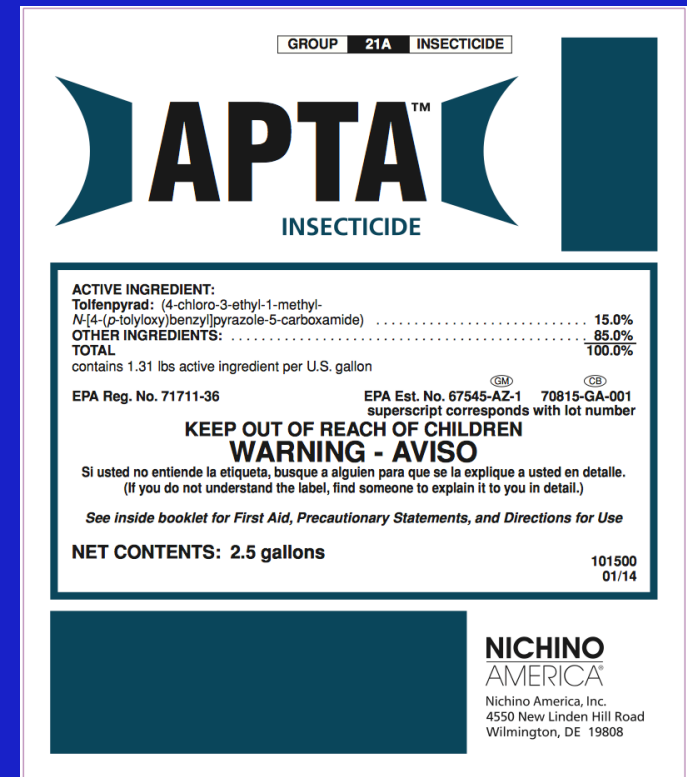 GROUP 21A INSECTICIDE
APTA™
INSECTICIDE
ACTIVE INGREDIENT:
Tolfenpyrad: (4-chloro-3-ethyl-1-methyl-
N-[4-(p-tolyloxy)benzyl]pyrazole-5-carboxamide) . . . . . . . . . . . . . . . . . . . . . . . . . . . . 15.0%
OTHER INGREDIENTS: . . . . . . . . . . . . . . . . . . . . . . . . . . . . . . . . . . . . . . . . . . . . . . . 85.0%
TOTAL 100.0%
contains 1.31 lbs active ingredient per U.S. gallon
GM CB
EPA Reg. No. 71711-36 EPA Est. No. 67545-AZ-1 70815-GA-001
superscript corresponds with lot number
KEEP OUT OF REACH OF CHILDREN
WARNING - AVISO
Si usted no entiende la etiqueta, busque a alguien para que se la explique a usted en detalle.
(If you do not understand the label, find someone to explain it to you in detail.)
See inside booklet for First Aid, Precautionary Statements, and Directions for Use
NET CONTENTS: 2.5 gallons
101500
01/14
NICHINO
AMERICA®
Nichino America, Inc.
4550 New Linden Hill Road
Wilmington, DE 19808